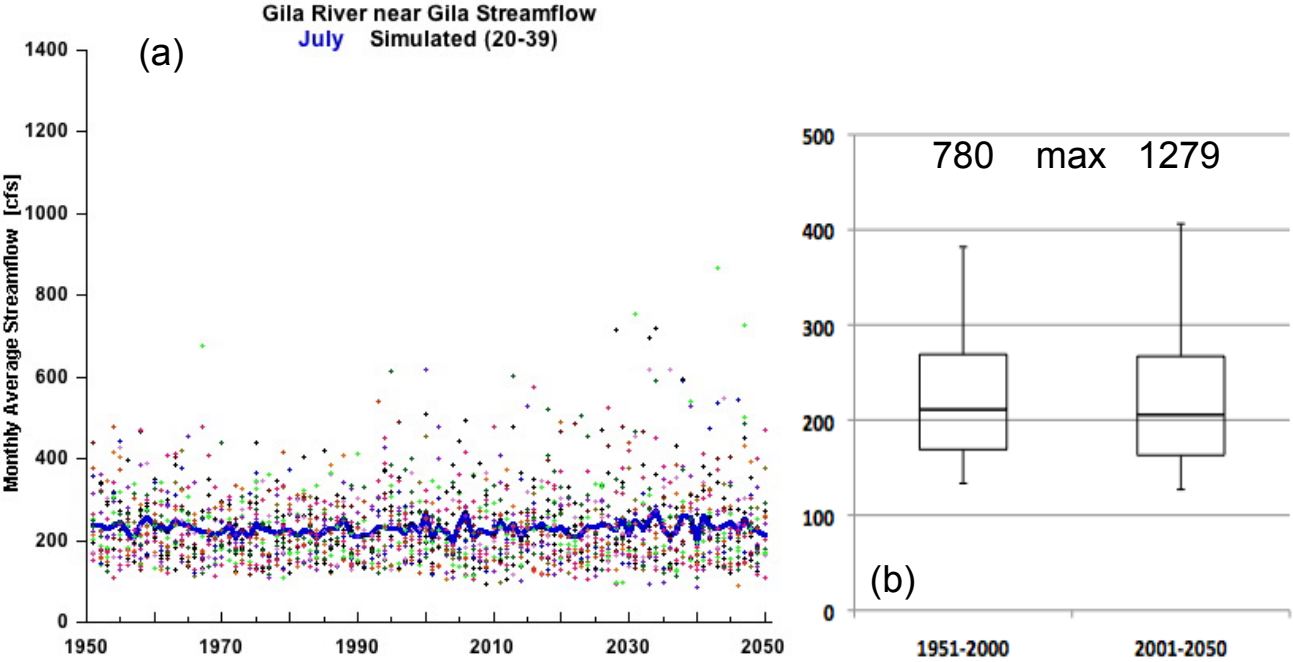 Gila River near Gila Streamflow
July Simulated (20-39)
(a)
Monthly Average Streamflow [cfs]
1400
1200
1000
800
600
400
200
0
1950 1970 1990 2010 2030 2050
500
400
300
200
100
0
780 max 1279
(b)
1951-2000 2001-2050